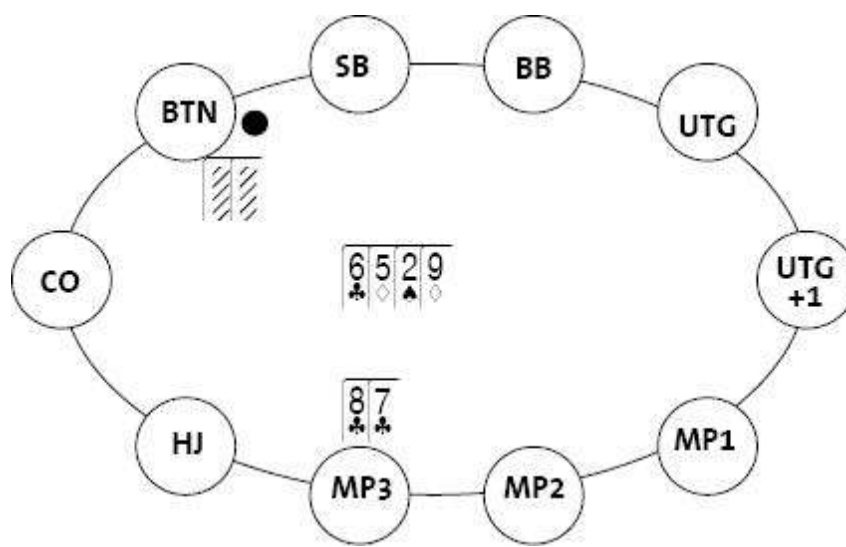 SB
BB
BTN
UTG
6♣ 5♢ 2♠ 9♢
CO
UTG
+1
8♣ 7♣
HJ
MP1
MP3
MP2